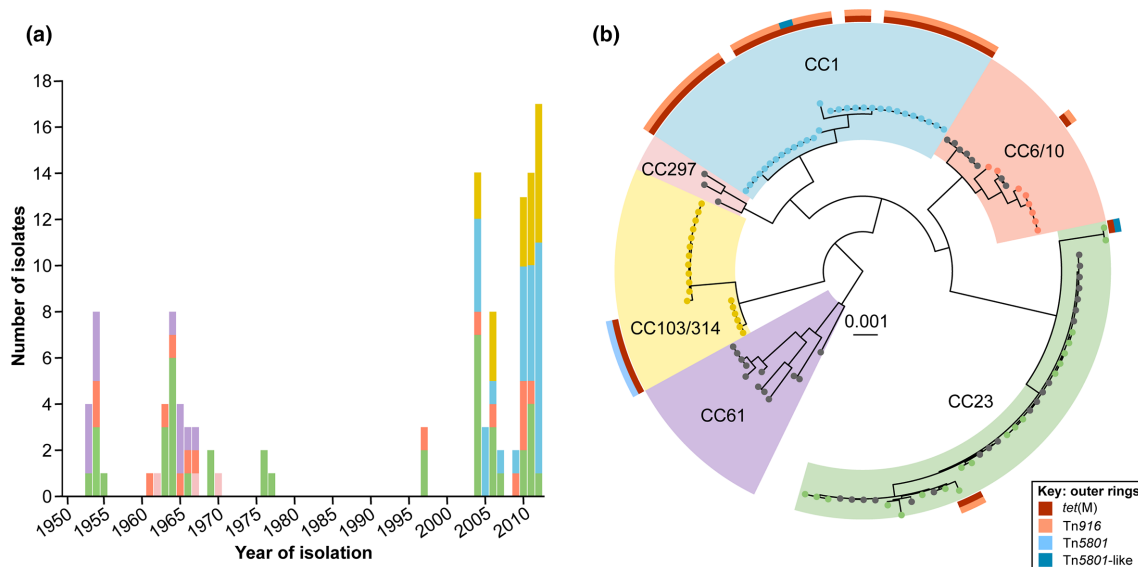 (a)
18
16
14
12
10
8
6
4
2
0
Number of isolates
1950
1955
1960
1965
1970
1975
1980
1985
1990
1995
2000
2005
2010
Year of isolation
(b)
CC1
CC6/10
CC297
CC103/314
CC61
CC23
0.001
Key: outer rings
tet(M)
Tn916
Tn5801
Tn5801-like